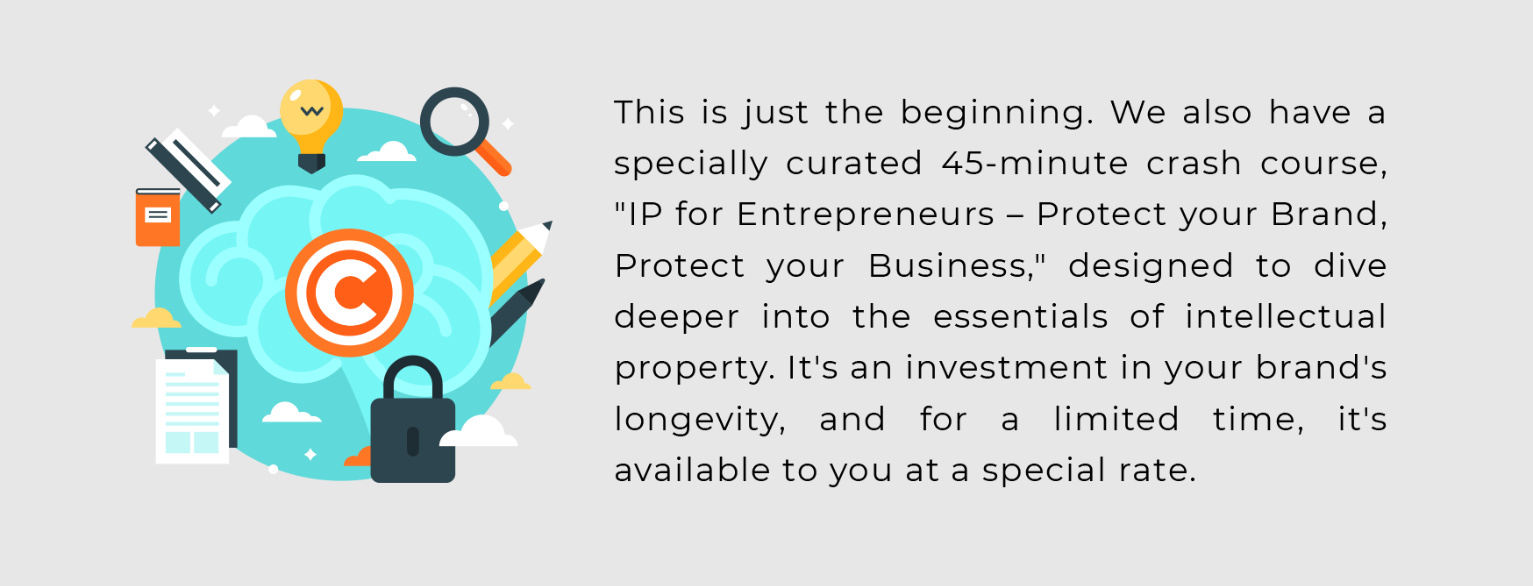 This is just the beginning. We also have a
specially curated 45-minute crash course,
"IP for Entrepreneurs – Protect your Brand,
Protect your Business," designed to dive
deeper into the essentials of intellectual
property. It's an investment in your brand's
longevity, and for a limited time, it's
available to you at a special rate.